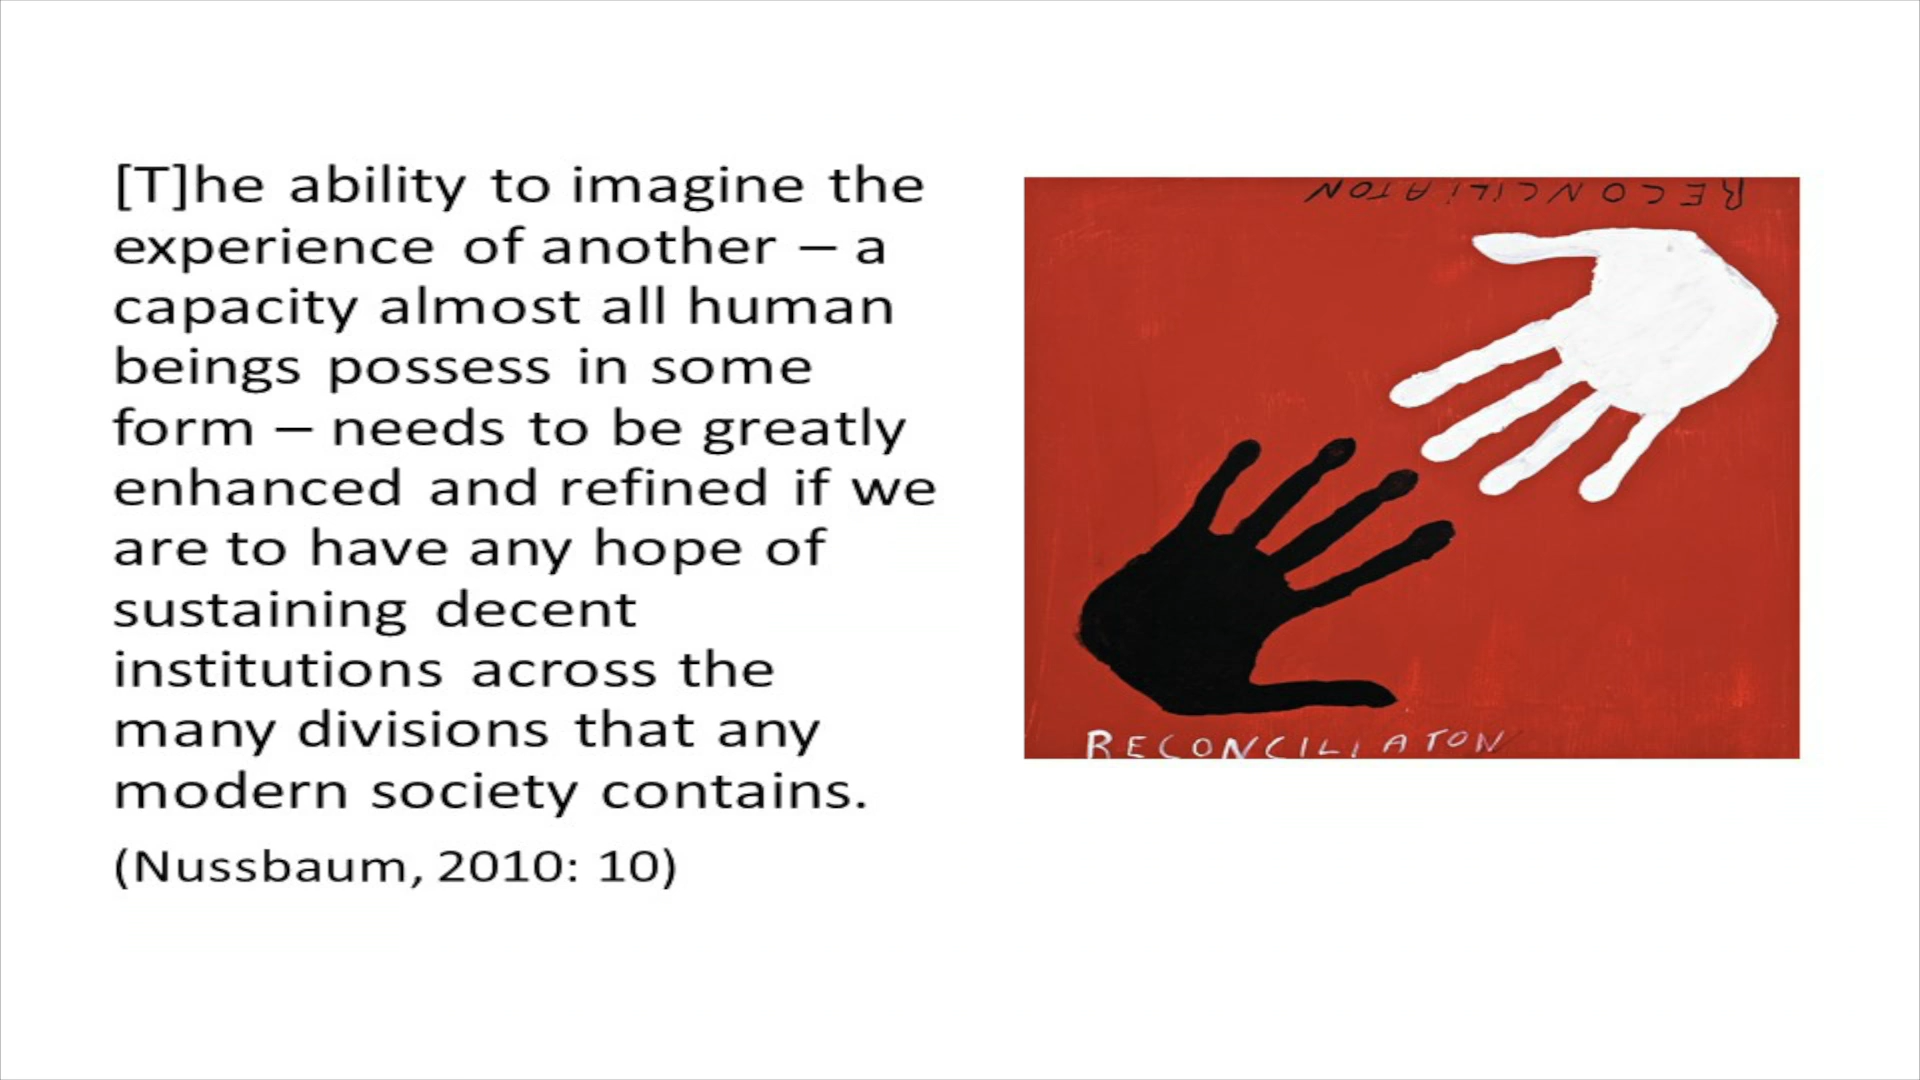 [T]he ability to imagine the
experience of another – a
capacity almost all human
beings possess in some
form – needs to be greatly
enhanced and refined if we
are to have any hope of
sustaining decent
institutions across the
many divisions that any
modern society contains.
(Nussbaum, 2010: 10)
RECONCILIATON
RECONCILIATON